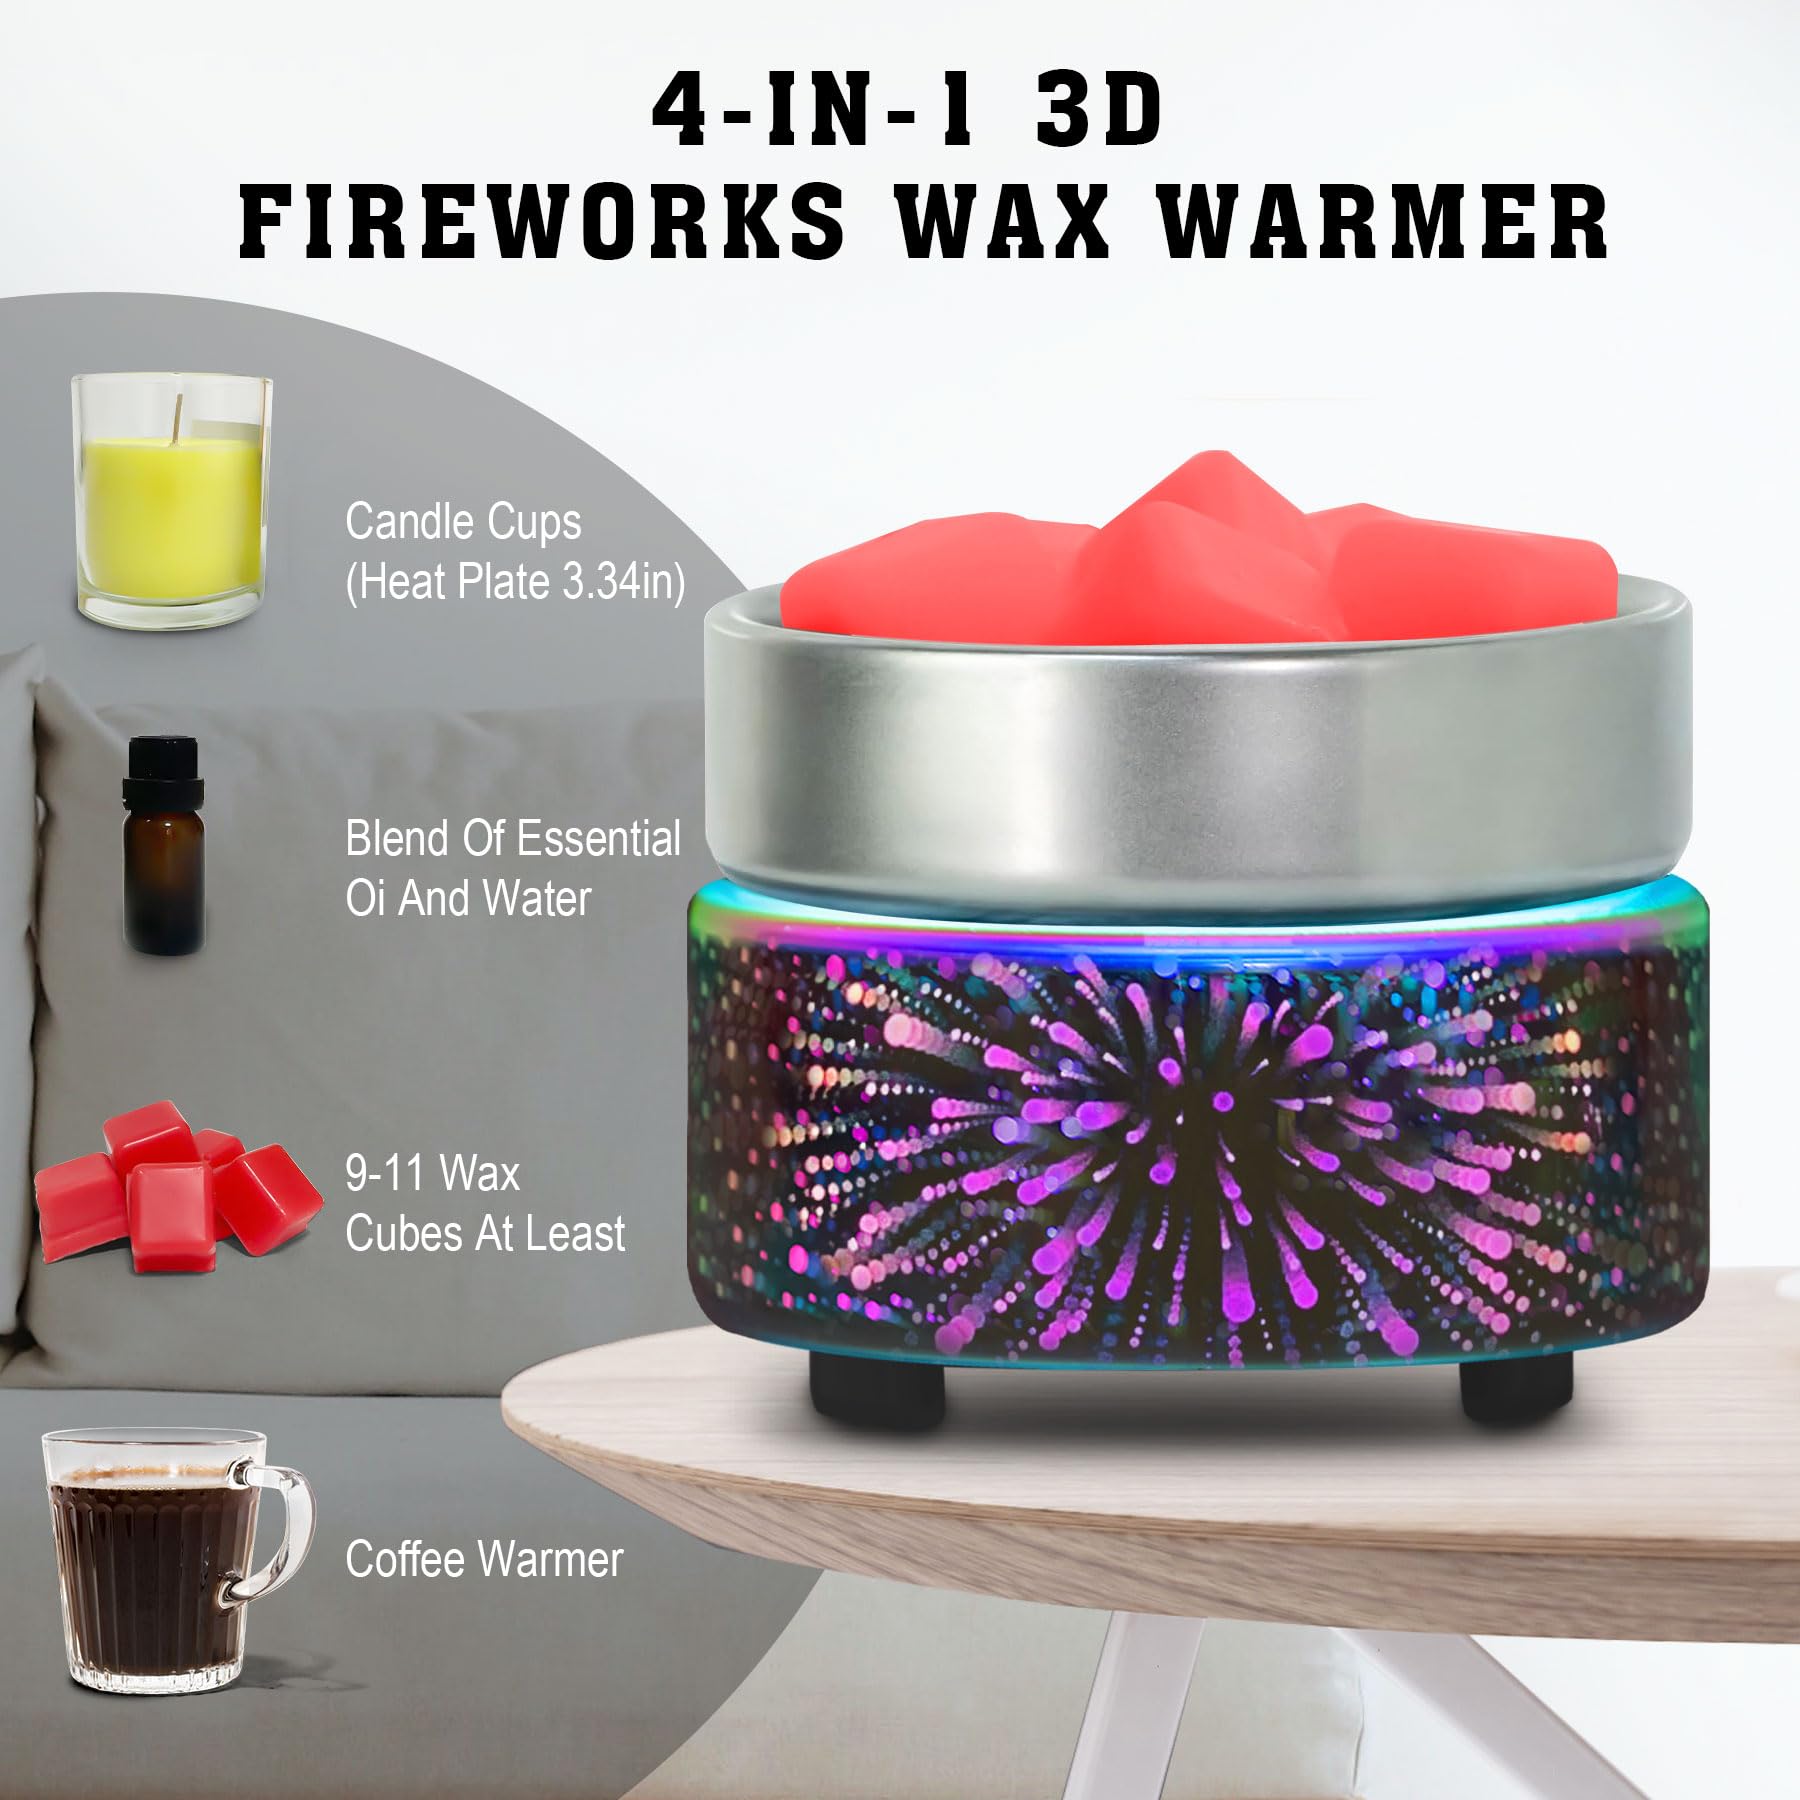 4-IN-1 3D
FIREWORKS WAX WARMER
Candle Cups
(Heat Plate 3.34in)
Blend Of Essential
Oi And Water
9-11 Wax
Cubes At Least
Coffee Warmer